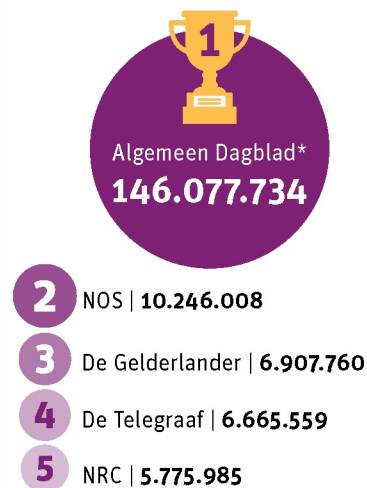 1
Algemeen Dagblad*
146.077.734
2 NOS | 10.246.008
3 De Gelderlander | 6.907.760
4 De Telegraaf | 6.665.559
5 NRC | 5.775.985